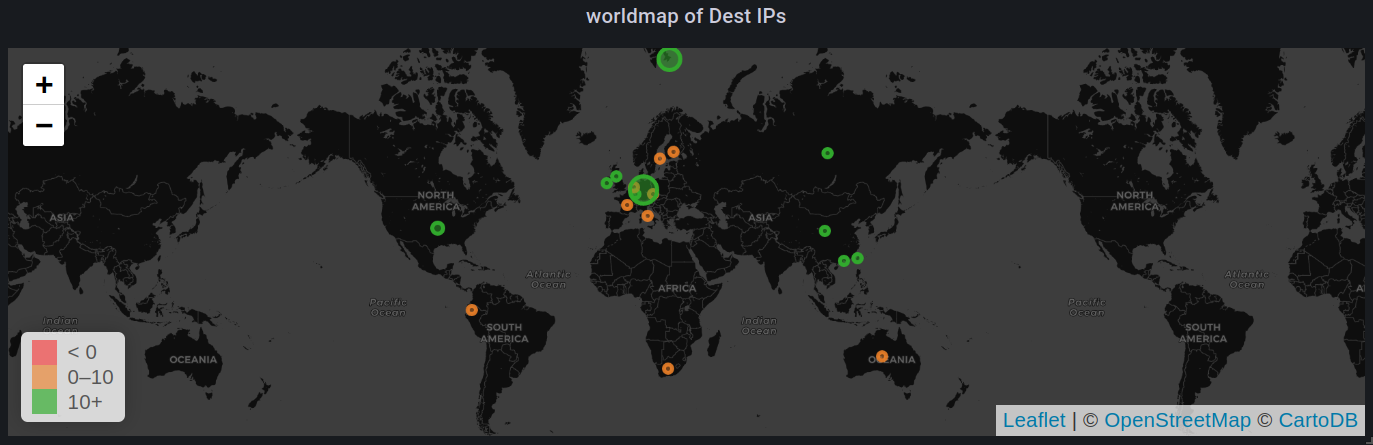 worldmap of Dest IPs
+
−
NORTH
AMERICA
ASIA
ASIA
NORTH
AMERICA
Atlantic
Ocean
Atlantic
Ocean
AFRICA
Pacific
Ocean
Pacific
Ocean
Indian
Ocean
Indian
Ocean
SOUTH
AMERICA
SOUTH
AMERICA
OCEANIA
OCEANIA
< 0
0–10
10+
Leaflet | © OpenStreetMap © CartoDB